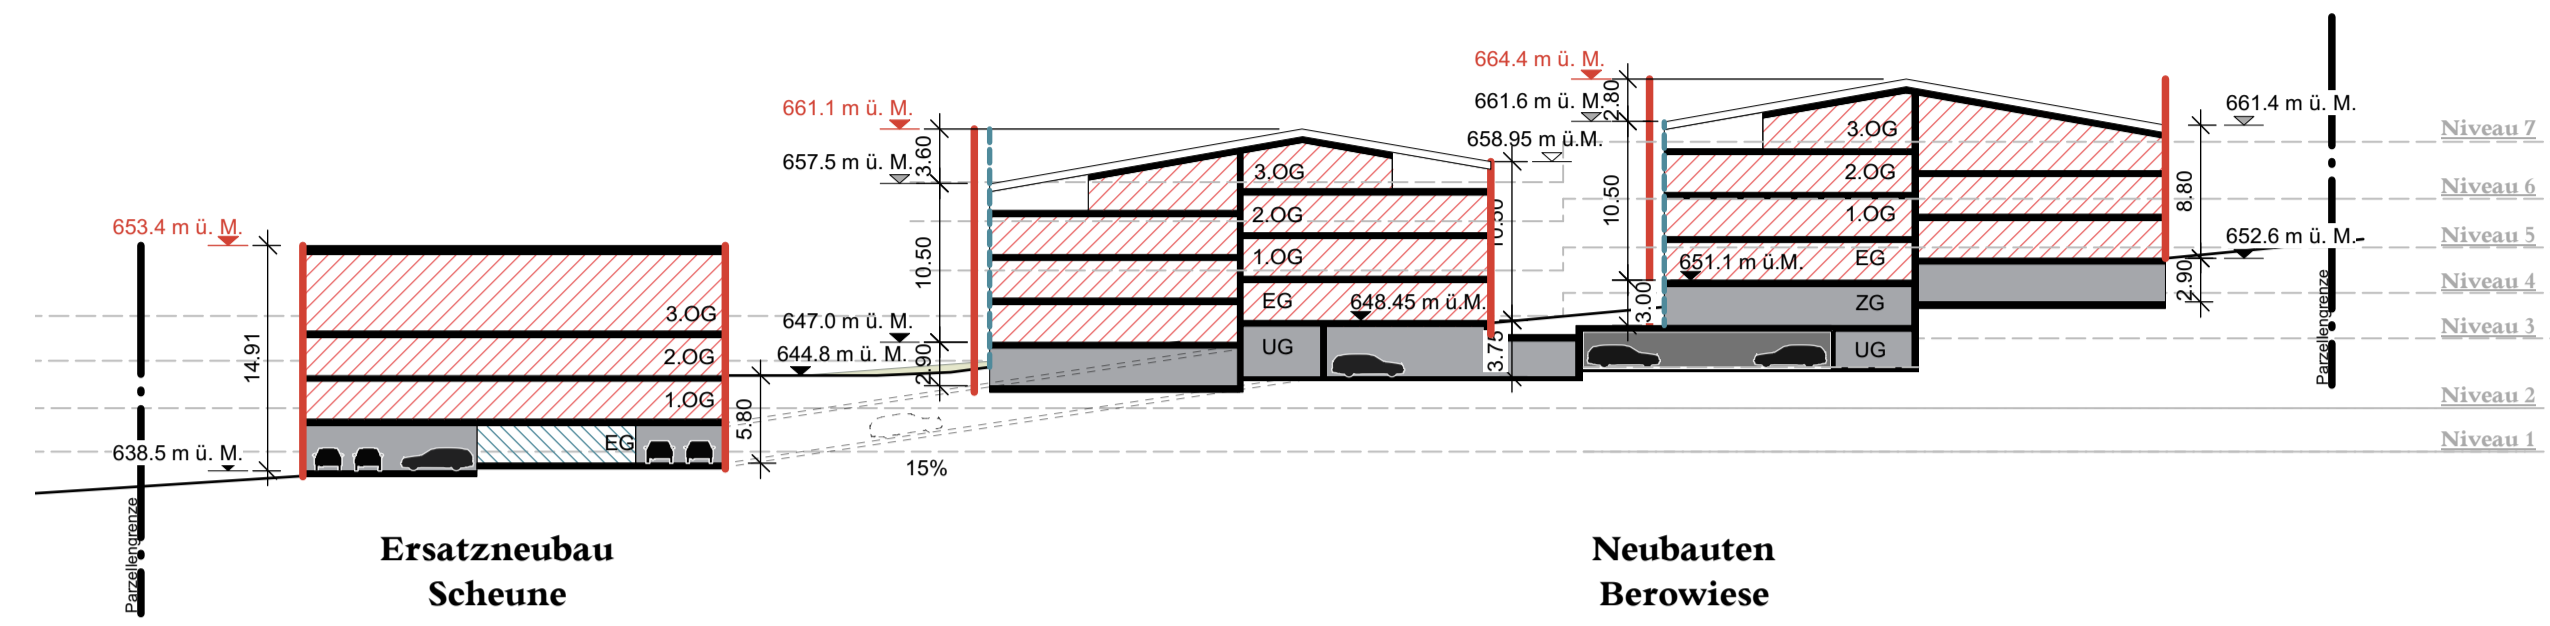 664.4 m ü. M.
661.1 m ü. M.
661.6 m ü. M.
2.80
661.4 m ü. M.
657.5 m ü. M.
3.60
658.95 m ü.M.
3.OG
Niveau 7
3.OG
2.OG
Niveau 6
653.4 m ü. M.
2.OG
10.50
1.OG
8.80
652.6 m ü. M.
Niveau 5
10.50
1.OG
EG
651.1 m ü.M.
Niveau 4
14.91
3.OG
647.0 m ü. M.
EG
648.45 m ü.M.
3.00
ZG
2.90
Niveau 3
2.OG
644.8 m ü. M.
2.90
UG
3.75
UG
Parzellengrenze
1.OG
Niveau 2
5.80
638.5 m ü. M.
EG
Niveau 1
15%
Parzellengrenze
Ersatzneubau
Scheune
Neubauten
Berowiese